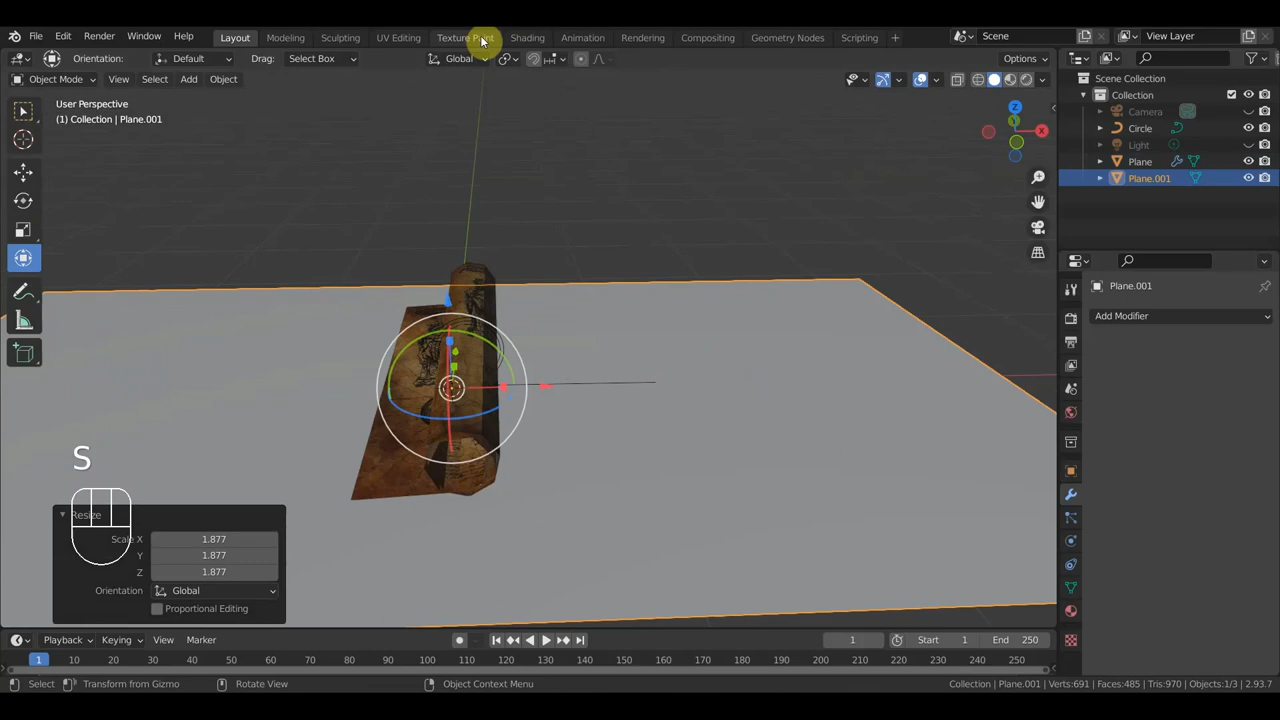 File Edit Render Window Help Layout Modeling Sculpting UV Editing Texture Paint Shading Animation Rendering Compositing Geometry Nodes Scripting + Scene View Layer
Orientation: Default Drag: Select Box Global Options
Object Mode View Select Add Object
Scene Collection
Collection
Camera
Circle
Light
Plane
Plane.001
User Perspective
(1) Collection | Plane.001
Z
X
Plane.001
Add Modifier
S
Resize
Scale X 1.877
Y 1.877
Z 1.877
Orientation Global
Proportional Editing
Playback Keying View Marker 1 Start 1 End 250
1 10 20 30 40 50 60 70 80 90 100 110 120 130 140 150 160 170 180 190 200 210 220 230 240 250
Select Transform from Gizmo Rotate View Object Context Menu Collection | Plane.001 | Verts:691 | Faces:485 | Tris:970 | Objects:1/3 | 2.93.7